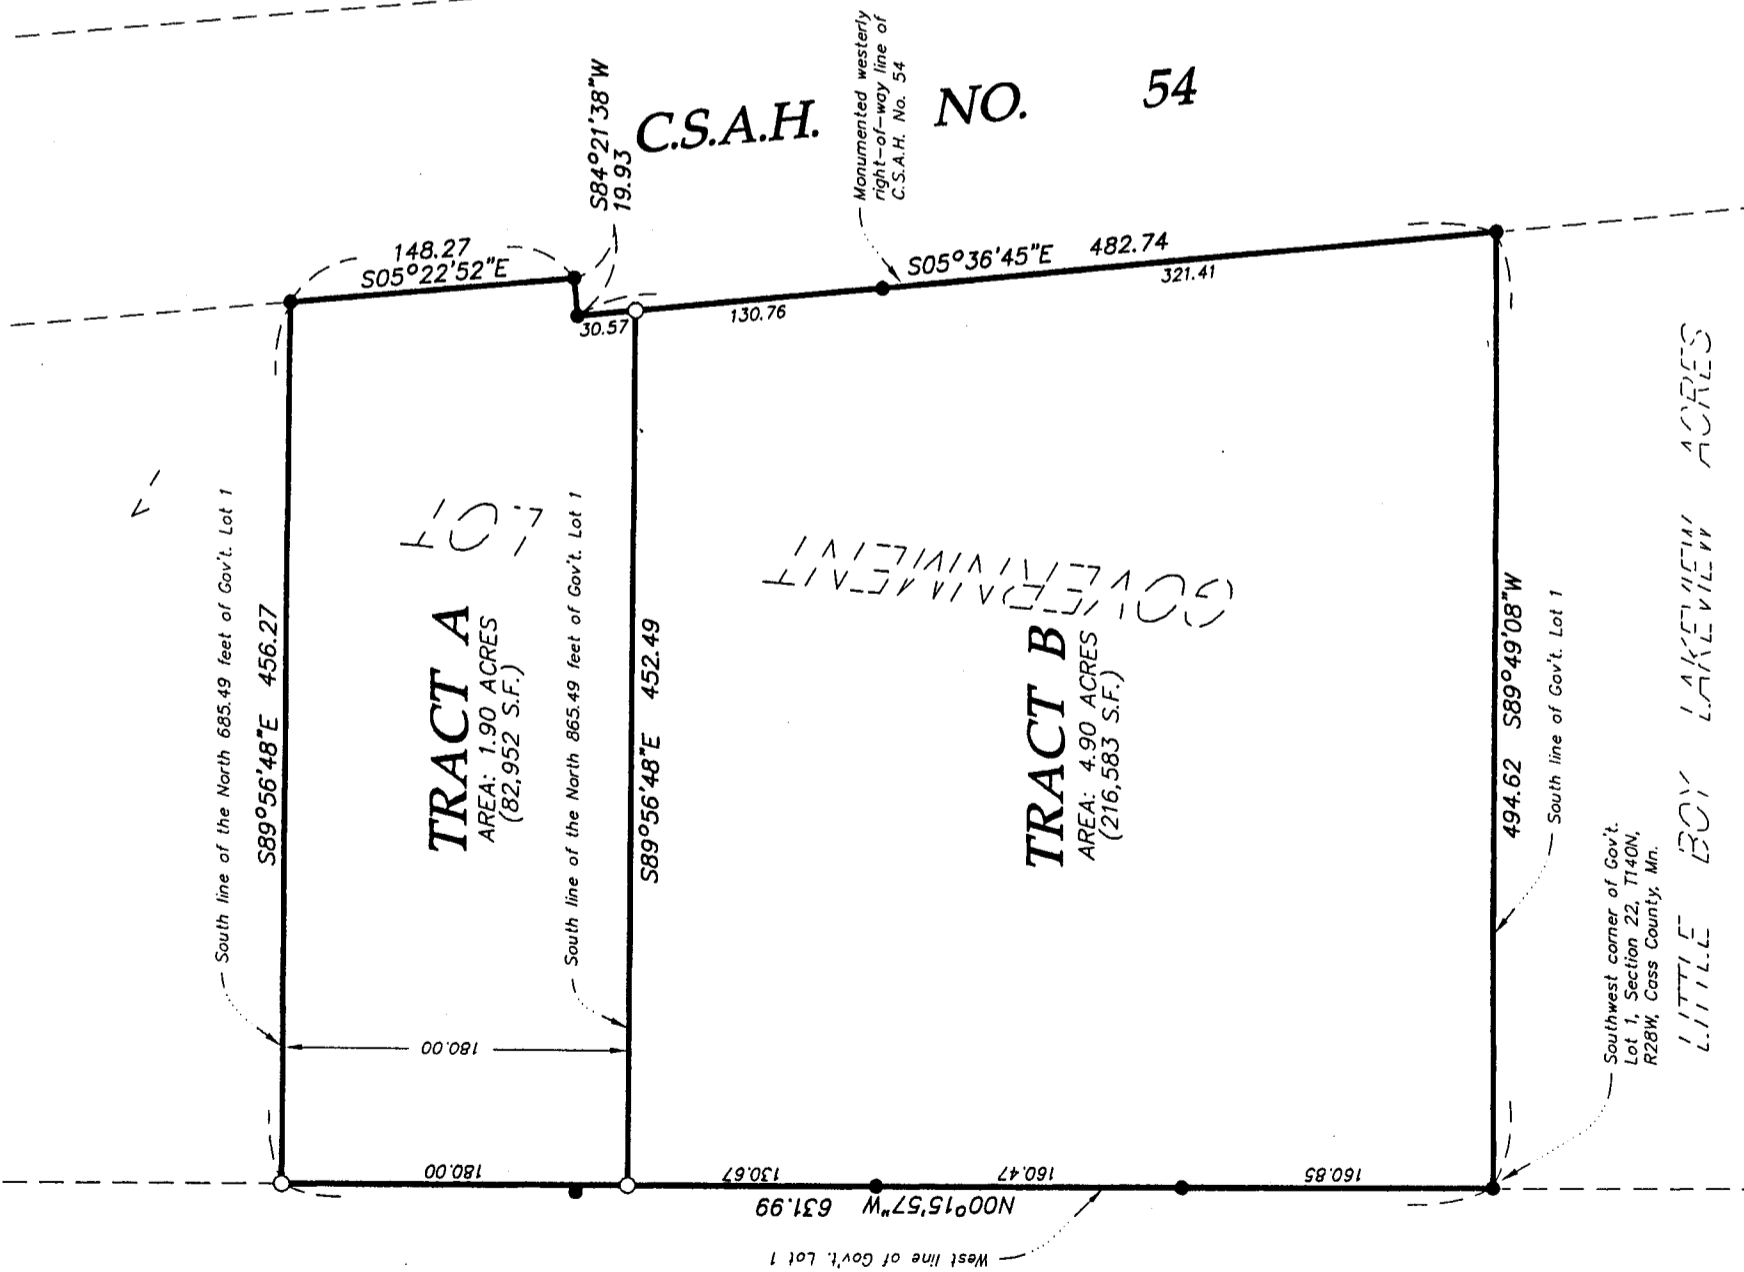 C.S.A.H. NO. 54
S84°21'38"W
19.93
Monumented westerly
right-of-way line of
C.S.A.H. No. 54
148.27
S05°22'52"E
30.57
130.76
S05°36'45"E 482.74
321.41
South line of the North 685.49 feet of Gov't. Lot 1
S89°56'48"E 456.27
LOT
1
TRACT A
AREA: 1.90 ACRES
(82,952 S.F.)
South line of the North 865.49 feet of Gov't. Lot 1
S89°56'48"E 452.49
GOVERNMENT
TRACT B
AREA: 4.90 ACRES
(216,583 S.F.)
494.62 S89°49'08"W
South line of Gov't. Lot 1
Southwest corner of Gov't.
Lot 1, Section 22, T140N,
R28W, Cass County, Mn.
LITTLE BOY LAKEVIEW ACRES
180.00
180.00
130.67
160.47
160.85
N00°15'57"W 631.99
West line of Gov't. Lot 1